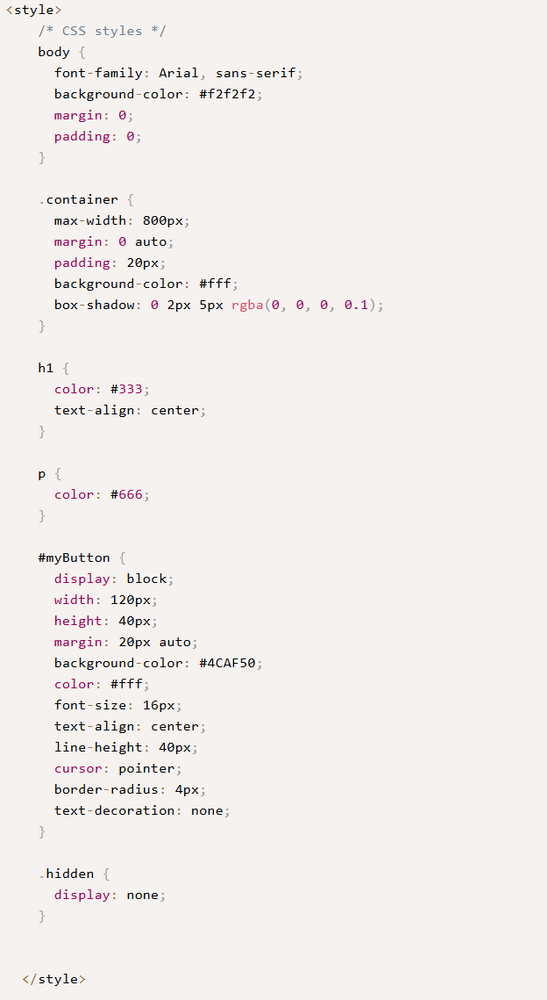 <style>
/* CSS styles */
body {
font-family: Arial, sans-serif;
background-color: #f2f2f2;
margin: 0;
padding: 0;
}
.container {
max-width: 800px;
margin: 0 auto;
padding: 20px;
background-color: #fff;
box-shadow: 0 2px 5px rgba(0, 0, 0, 0.1);
}
h1 {
color: #333;
text-align: center;
}
p {
color: #666;
}
#myButton {
display: block;
width: 120px;
height: 40px;
margin: 20px auto;
background-color: #4CAF50;
color: #fff;
font-size: 16px;
text-align: center;
line-height: 40px;
cursor: pointer;
border-radius: 4px;
text-decoration: none;
}
.hidden {
display: none;
}
</style>